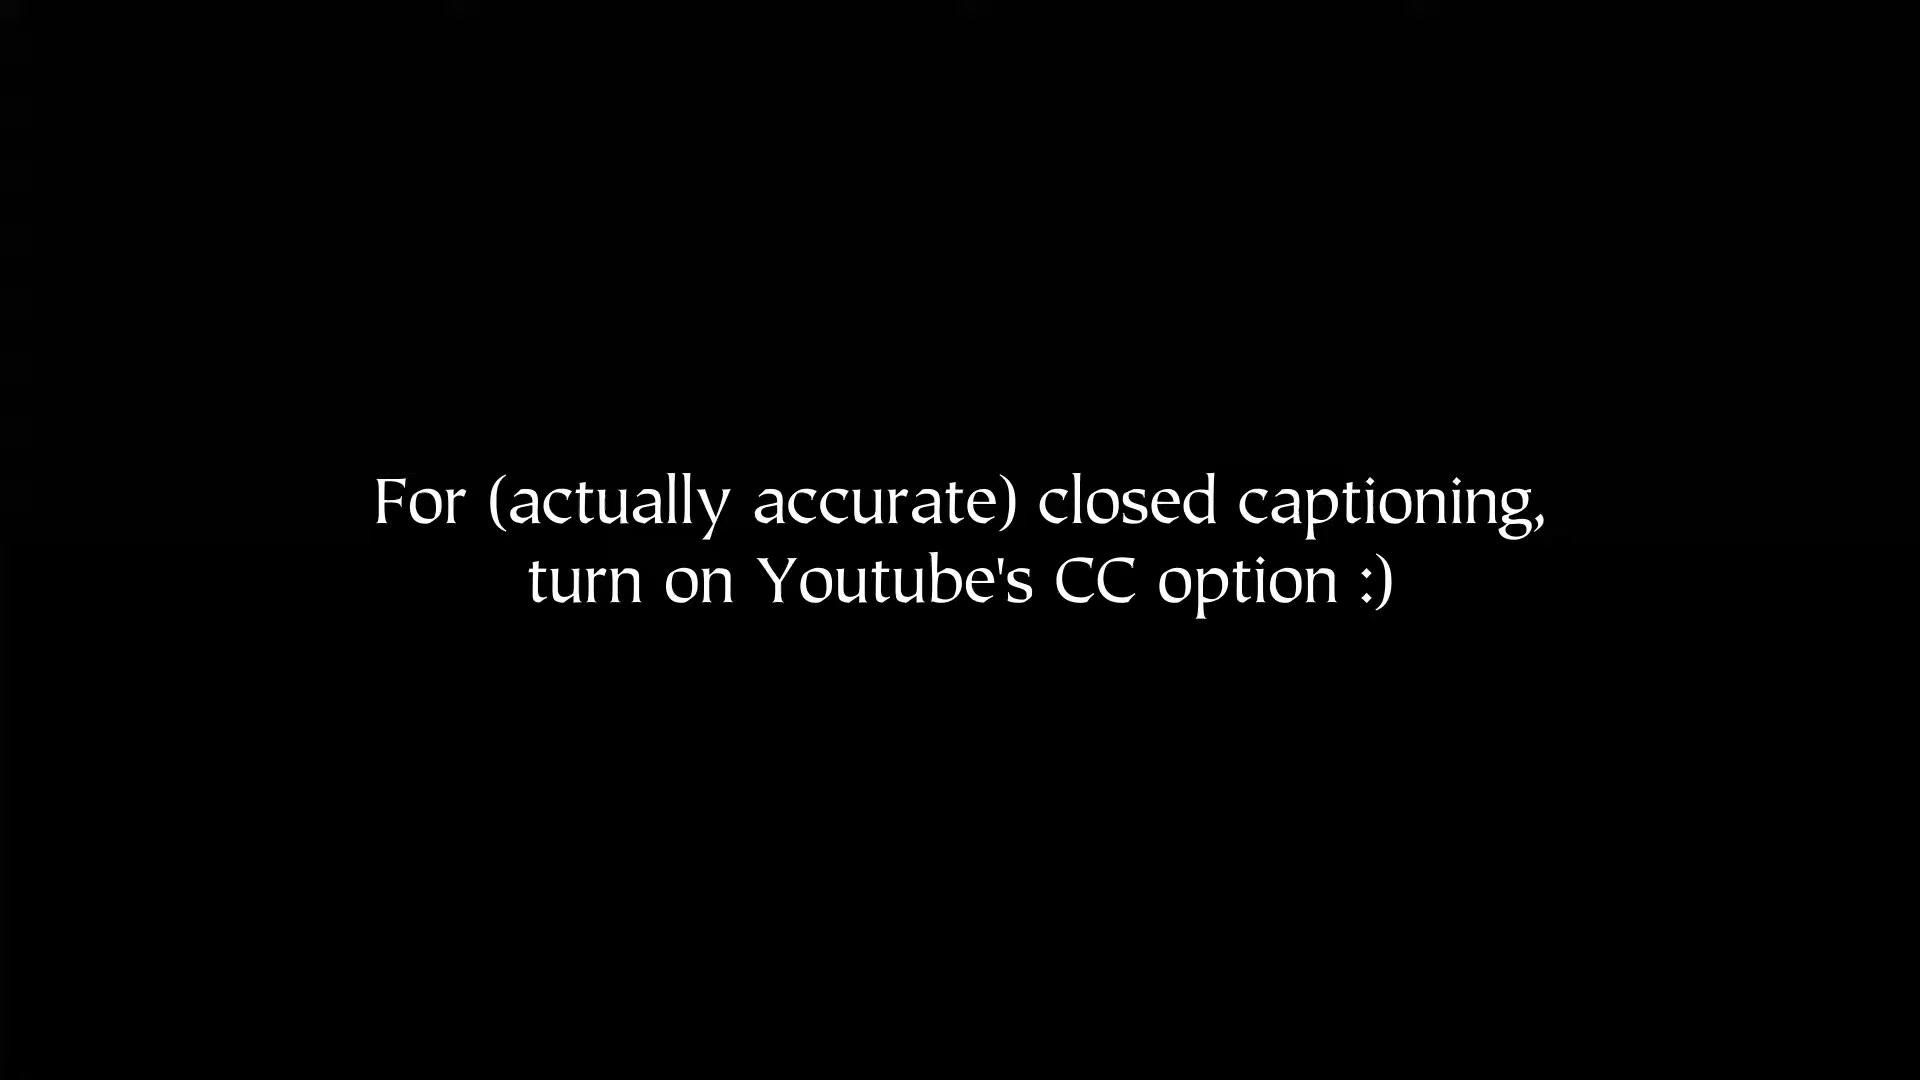 For (actually accurate) closed captioning,
turn on Youtube's CC option :)